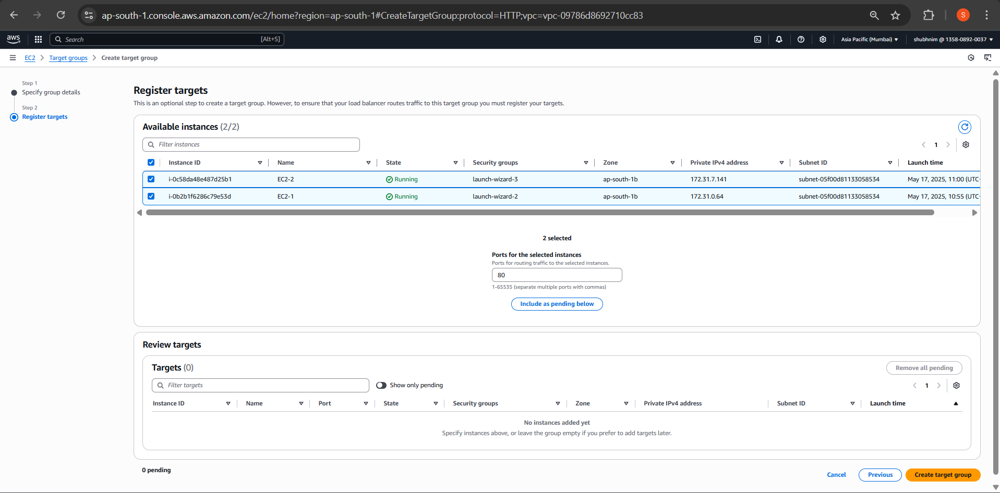 ap-south-1.console.aws.amazon.com/ec2/home?region=ap-south-1#CreateTargetGroup:protocol=HTTP;vpc=vpc-09786d8692710cc83
S
aws
Search [Alt+S]
Asia Pacific (Mumbai)
shubhnim @ 1358-0892-0037
EC2 > Target groups > Create target group
Step 1
Specify group details
Step 2
Register targets
Register targets
This is an optional step to create a target group. However, to ensure that your load balancer routes traffic to this target group you must register your targets.
Available instances (2/2)
Filter instances
1
Instance ID Name State Security groups Zone Private IPv4 address Subnet ID Launch time
i-0c58da48e487d25b1 EC2-2 Running launch-wizard-3 ap-south-1b 172.31.7.141 subnet-05f00d81133058534 May 17, 2025, 11:00 (UTC-
i-0b2b1f6286c79e53d EC2-1 Running launch-wizard-2 ap-south-1b 172.31.0.64 subnet-05f00d81133058534 May 17, 2025, 10:55 (UTC-
2 selected
Ports for the selected instances
Ports for routing traffic to the selected instances.
80
1-65535 (separate multiple ports with commas)
Include as pending below
Review targets
Targets (0)
Remove all pending
Filter targets
Show only pending
1
Instance ID Name Port State Security groups Zone Private IPv4 address Subnet ID Launch time
No instances added yet
Specify instances above, or leave the group empty if you prefer to add targets later.
0 pending
Cancel Previous Create target group